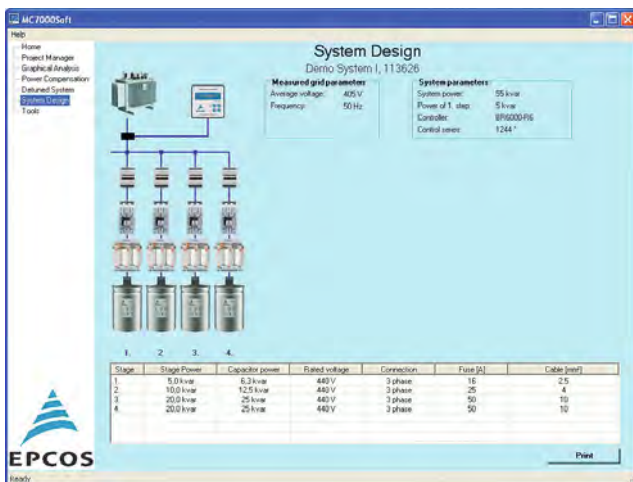 MC7000Soft
Help
Home
Project Manager
Graphical Analysis
Power Compensation
Detuned System
System Design
Tools
System Design
Demo System I, 113626
Measured grid parameters
Average voltage: 405 V
Frequency: 50 Hz
System parameters
System power: 55 kvar
Power of 1. step: 5 kvar
Controller: BR6000-R6
Control series: 1244 *
1. 2. 3. 4.
Stage Stage Power Capacitor power Rated voltage Connection Fuse [A] Cable [mm²]
1. 5,0 kvar 6,3 kvar 440 V 3 phase 16 2.5
2. 10,0 kvar 12,5 kvar 440 V 3 phase 25 4
3. 20,0 kvar 25 kvar 440 V 3 phase 50 10
4. 20,0 kvar 25 kvar 440 V 3 phase 50 10
EPCOS
Print
Ready